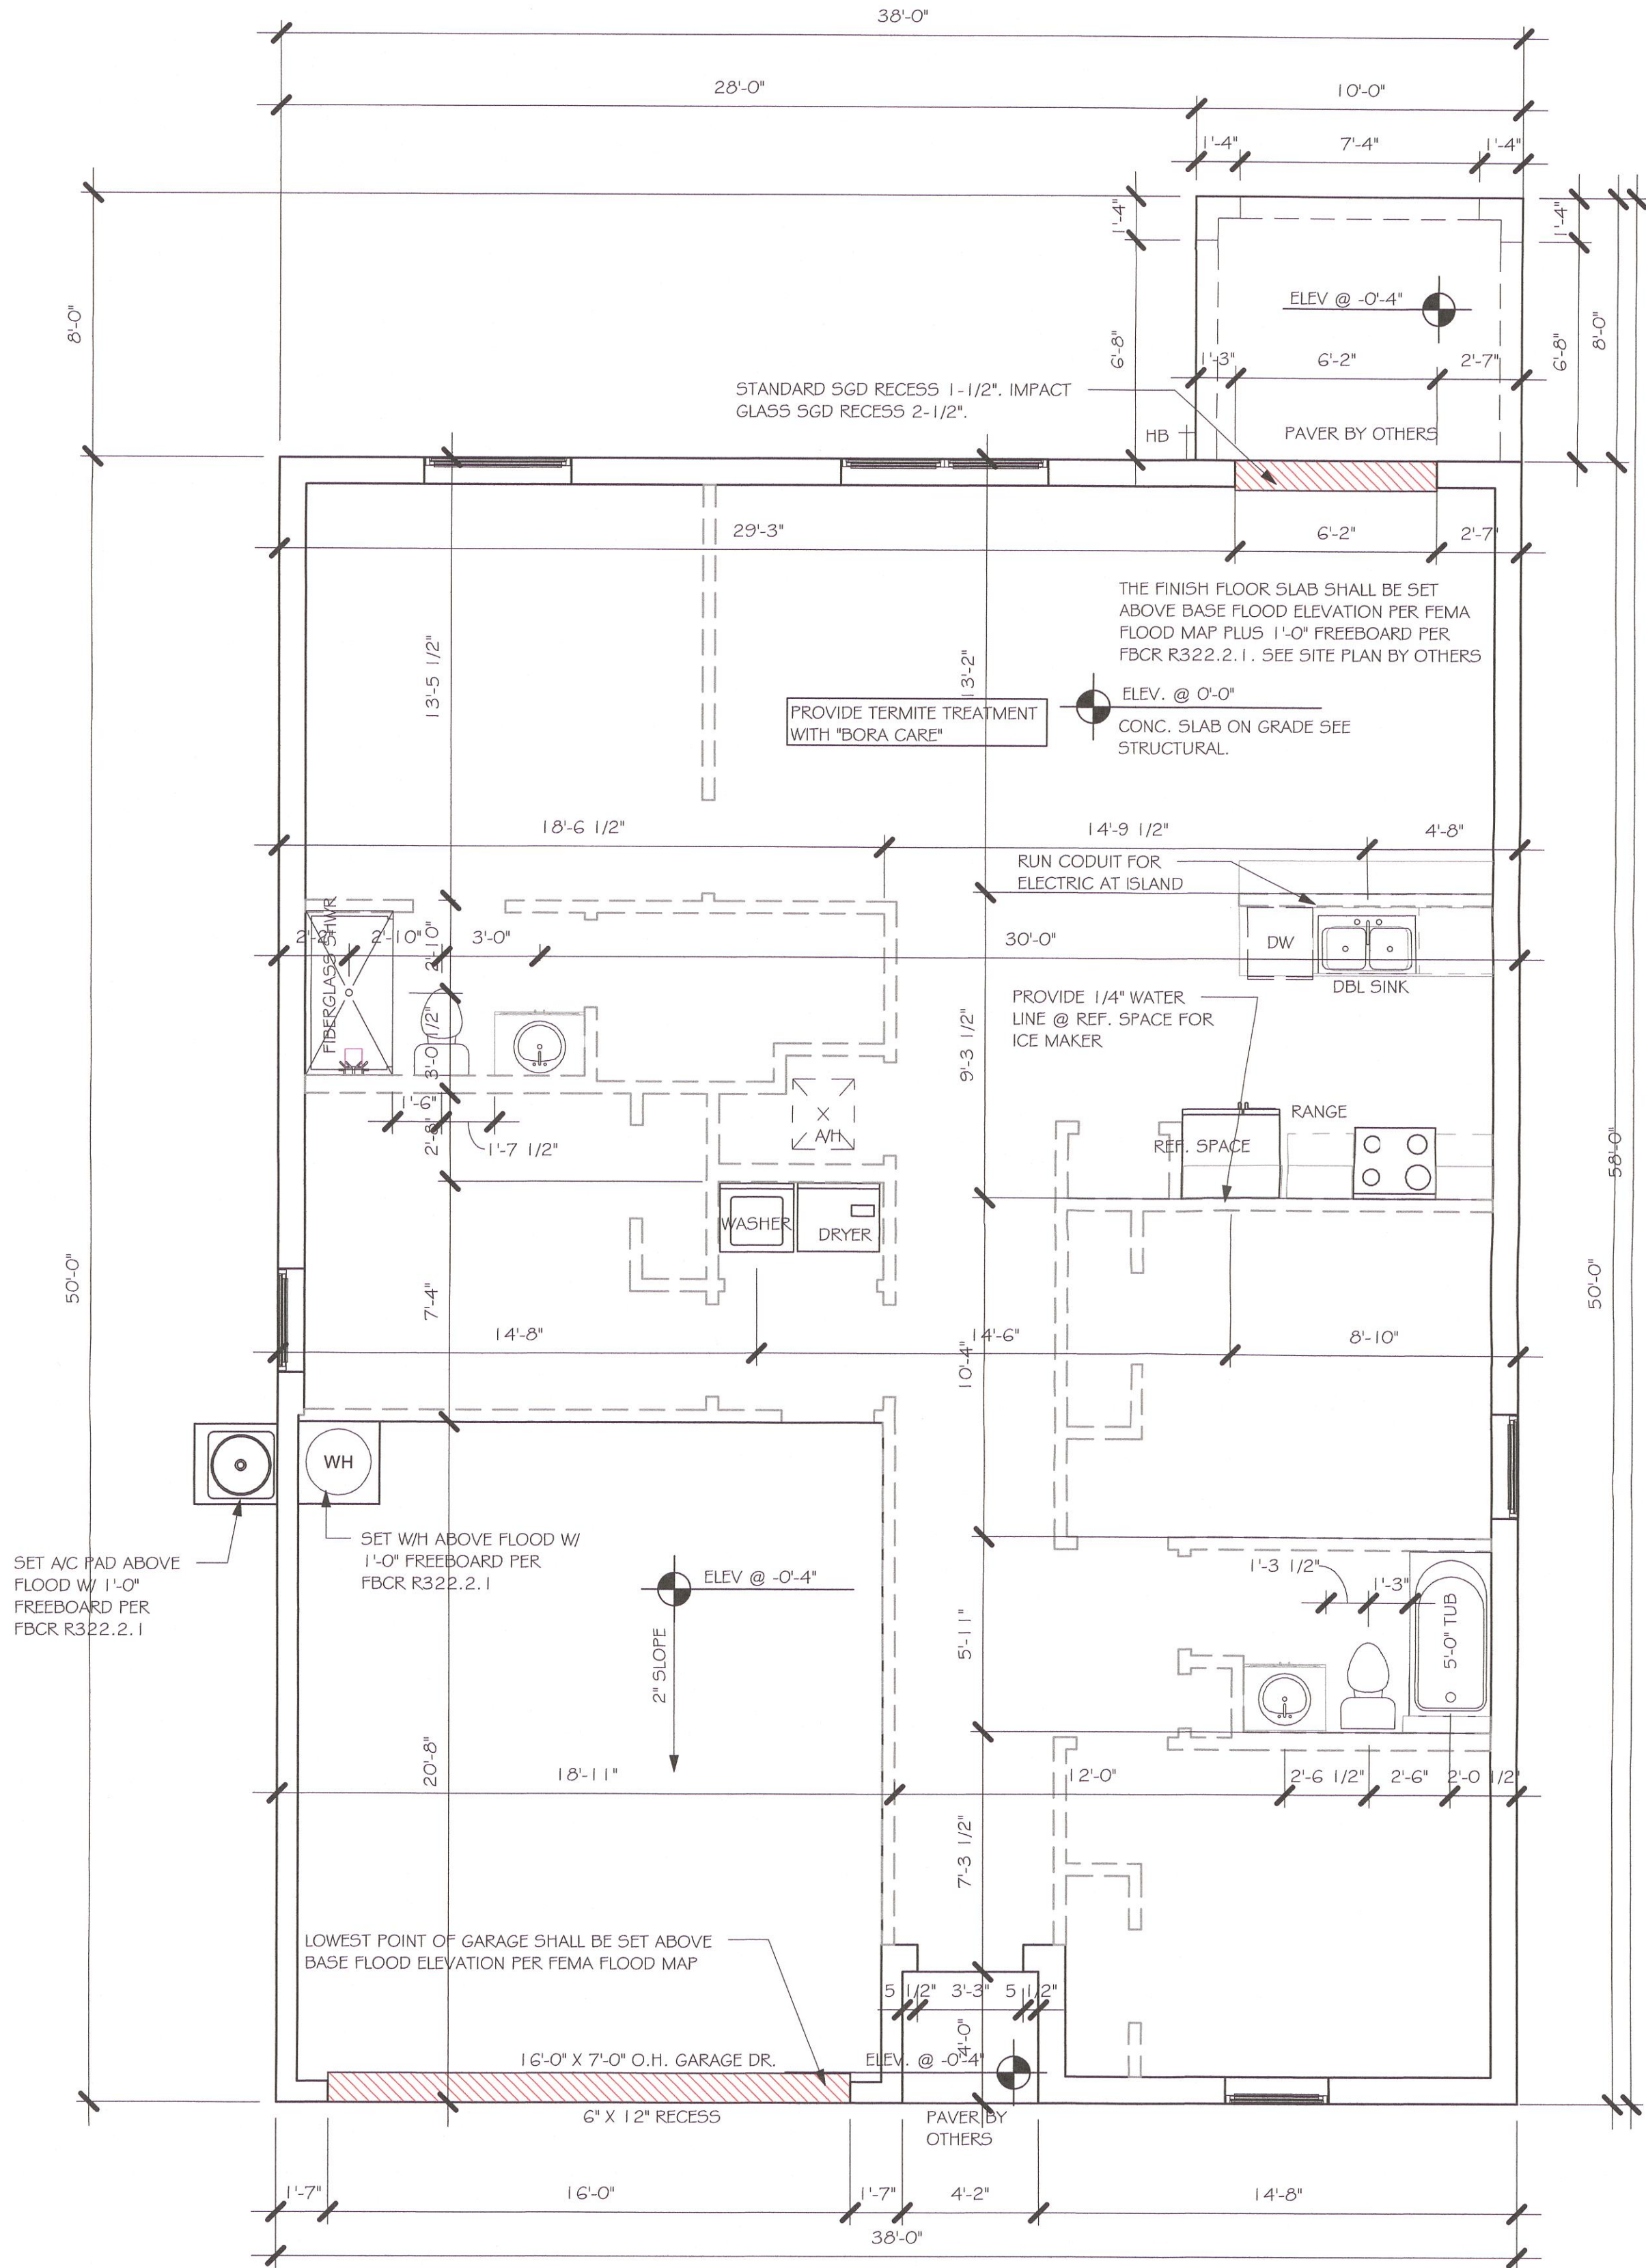 38'-0"
28'-0"
10'-0"
1'-4"
7'-4"
1'-4"
1'-4"
1'-4"
8'-0"
ELEV @ -0'-4"
6'-8"
6'-8"
8'-0"
1'-3"
6'-2"
2'-7"
STANDARD SGD RECESS 1-1/2". IMPACT
GLASS SGD RECESS 2-1/2".
HB
PAVER BY OTHERS
29'-3"
6'-2"
2'-7"
THE FINISH FLOOR SLAB SHALL BE SET
ABOVE BASE FLOOD ELEVATION PER FEMA
FLOOD MAP PLUS 1'-0" FREEBOARD PER
FBCR R322.2.1. SEE SITE PLAN BY OTHERS
13'-5 1/2"
13'-2"
ELEV. @ 0'-0"
PROVIDE TERMITE TREATMENT
WITH "BORA CARE"
CONC. SLAB ON GRADE SEE
STRUCTURAL.
18'-6 1/2"
14'-9 1/2"
4'-8"
RUN CODUIT FOR
ELECTRIC AT ISLAND
FIBERGLASS SHWR
2'-2"
2'-10"
2'-10"
3'-0"
30'-0"
DW
DBL SINK
PROVIDE 1/4" WATER
LINE @ REF. SPACE FOR
ICE MAKER
3'-0 1/2"
9'-3 1/2"
1'-6"
2'-8"
1'-7 1/2"
A/H
RANGE
REF. SPACE
58'-0"
WASHER
DRYER
50'-0"
50'-0"
7'-4"
14'-8"
14'-6"
10'-4"
8'-10"
WH
SET W/H ABOVE FLOOD W/
1'-0" FREEBOARD PER
FBCR R322.2.1
SET A/C PAD ABOVE
FLOOD W/ 1'-0"
FREEBOARD PER
FBCR R322.2.1
ELEV @ -0'-4"
1'-3 1/2"
1'-3"
5'-0" TUB
2" SLOPE
5'-11"
20'-8"
18'-11"
12'-0"
2'-6 1/2"
2'-6"
2'-0 1/2"
7'-3 1/2"
LOWEST POINT OF GARAGE SHALL BE SET ABOVE
BASE FLOOD ELEVATION PER FEMA FLOOD MAP
5 1/2"
3'-3"
5 1/2"
4'-0"
16'-0" X 7'-0" O.H. GARAGE DR.
ELEV. @ -0'-4"
6" X 12" RECESS
PAVER BY
OTHERS
1'-7"
16'-0"
1'-7"
4'-2"
14'-8"
38'-0"